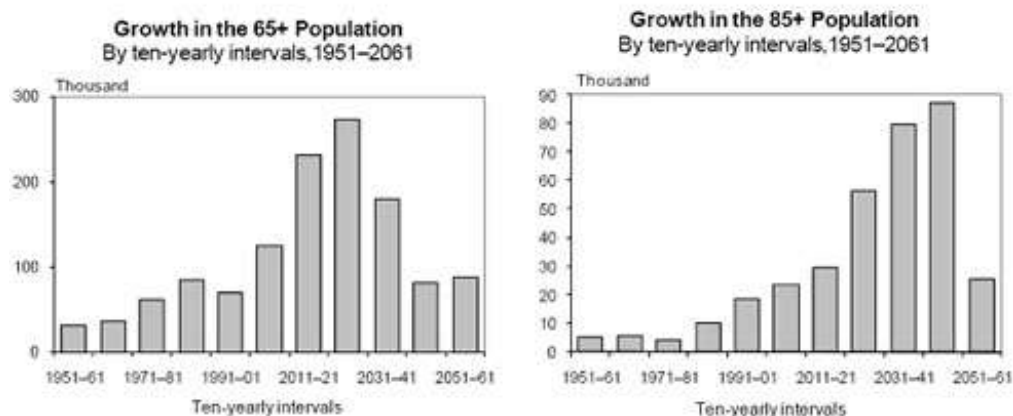 Growth in the 65+ Population
By ten-yearly intervals,1951–2061
Thousand
300
200
100
0
1951–61 1971–81 1991–01 2011–21 2031–41 2051–61
Ten-yearly intervals
Growth in the 85+ Population
By ten-yearly intervals,1951–2061
Thousand
90
80
70
60
50
40
30
20
10
0
1951–61 1971–81 1991–01 2011–21 2031–41 2051–61
Ten-yearly intervals